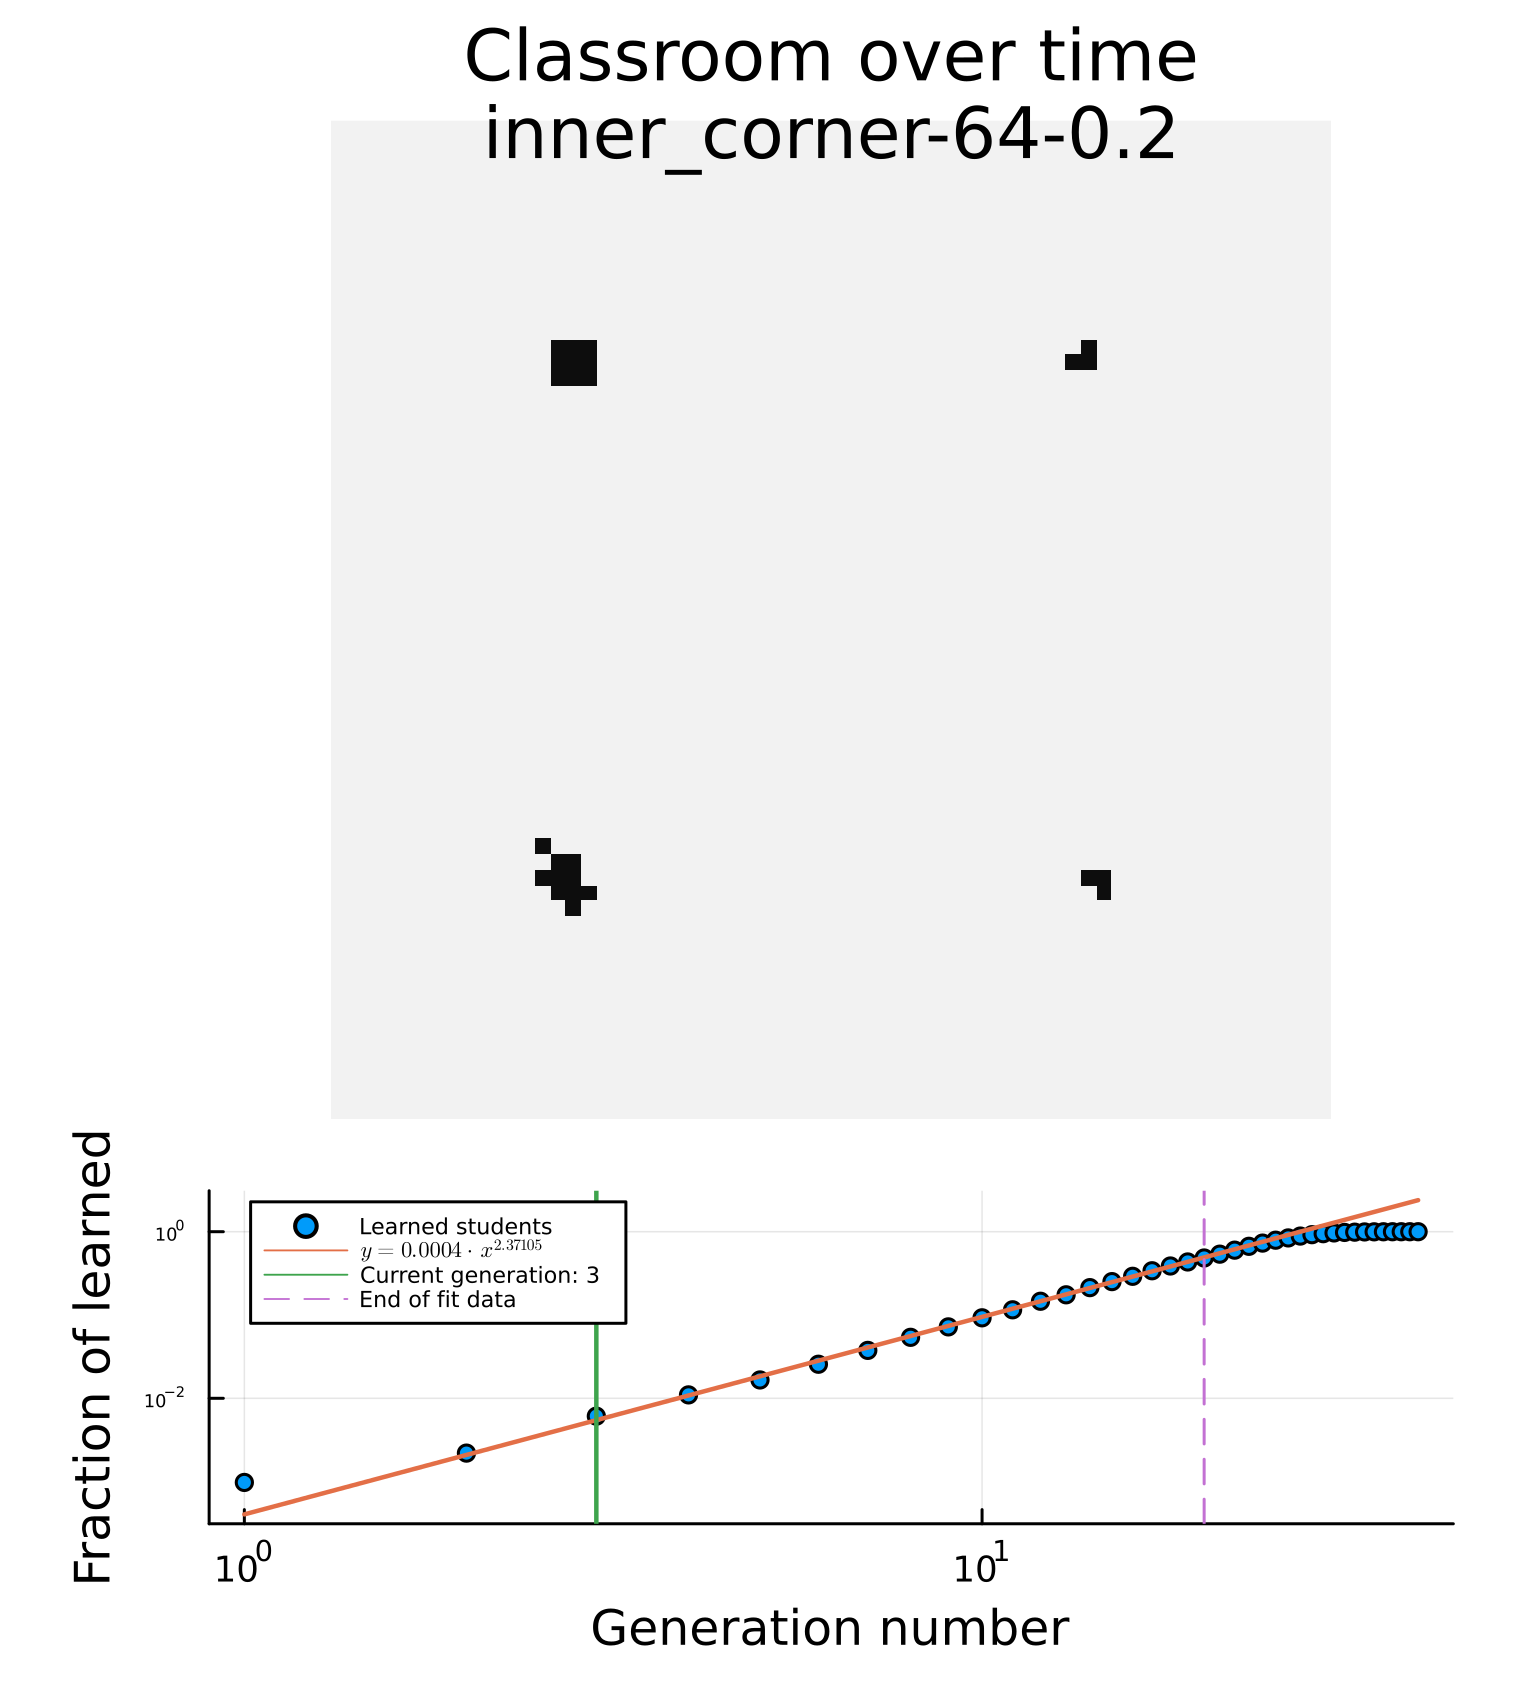 Classroom over time
inner_corner-64-0.2
Fraction of learned
10^0
10^-2
Learned students
y = 0.0004 · x^2.37105
Current generation: 3
End of fit data
10^0
10^1
Generation number